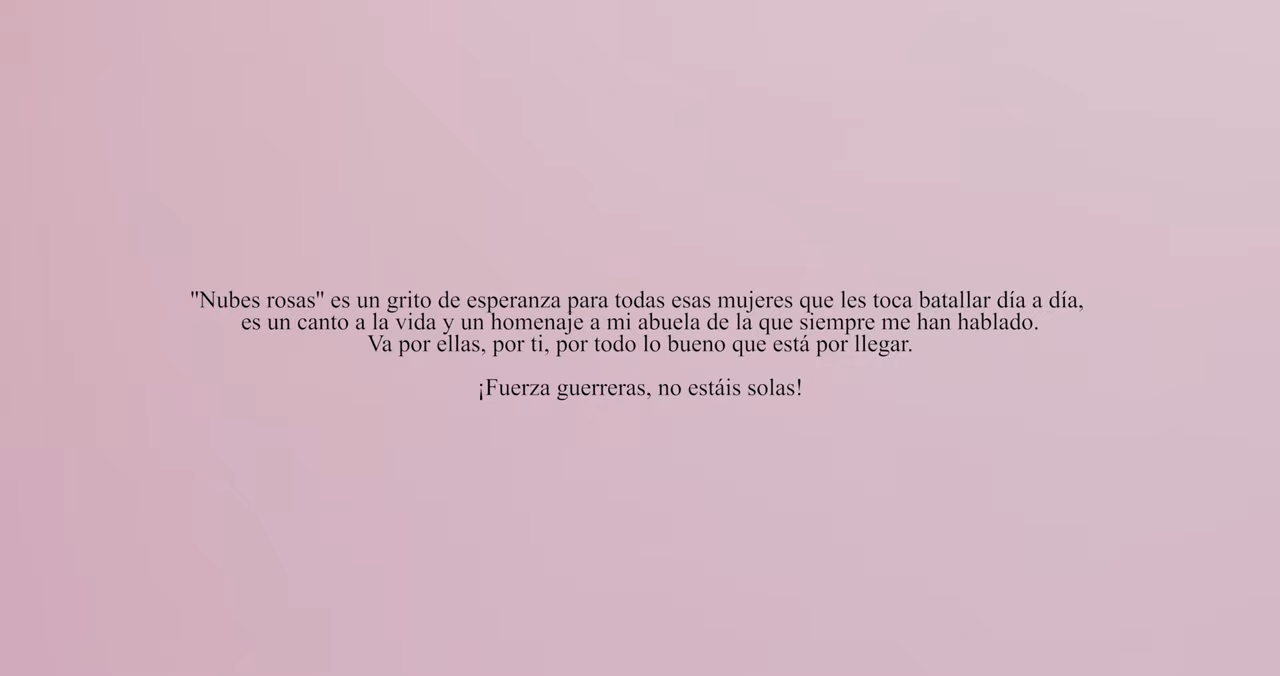 "Nubes rosas" es un grito de esperanza para todas esas mujeres que les toca batallar día a día,
es un canto a la vida y un homenaje a mi abuela de la que siempre me han hablado.
Va por ellas, por ti, por todo lo bueno que está por llegar.
¡Fuerza guerreras, no estáis solas!